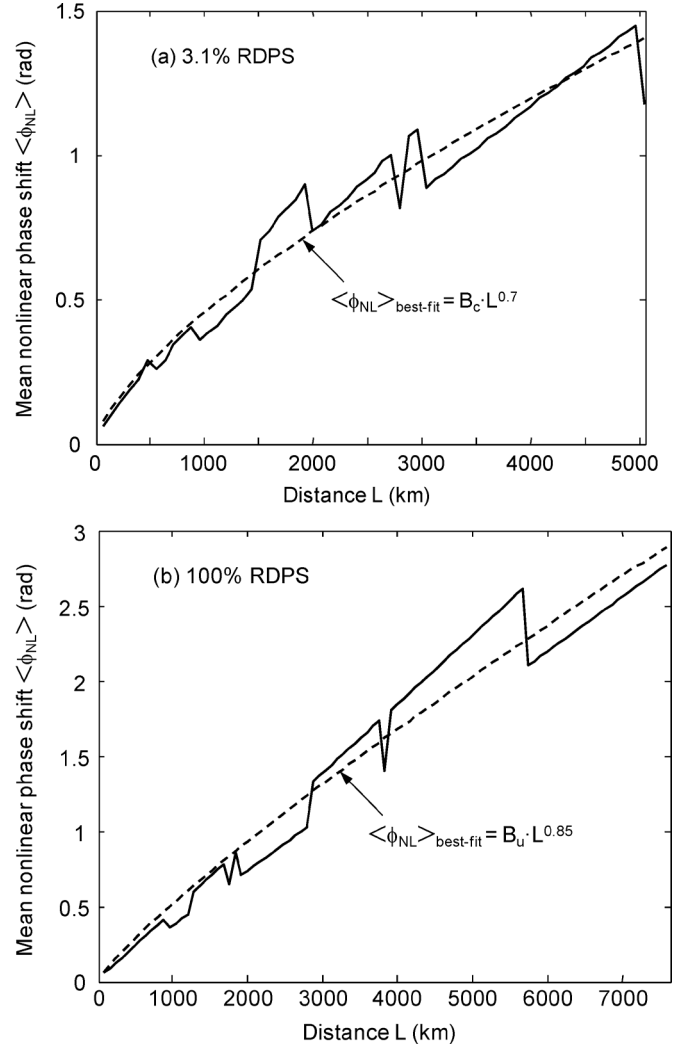 1.5
(a) 3.1% RDPS
1
0.5
0
Mean nonlinear phase shift <ϕNL> (rad)
<ϕNL>best-fit = Bc·L^0.7
0 1000 2000 3000 4000 5000
Distance L (km)
3
(b) 100% RDPS
2.5
2
1.5
1
0.5
0
Mean nonlinear phase shift <ϕNL> (rad)
<ϕNL>best-fit = Bu·L^0.85
0 1000 2000 3000 4000 5000 6000 7000
Distance L (km)